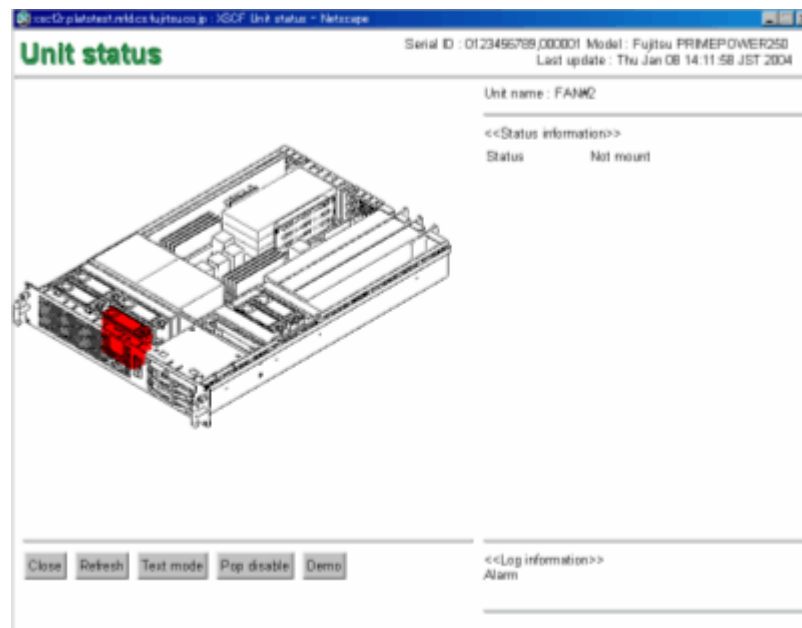 XSCF Unit status - Netscape
Unit status
Serial ID : 0123456789,000001 Model : Fujitsu PRIMEPOWER250
Last update : Thu Jan 08 14:11:58 JST 2004
Unit name : FAN#2
<<Status information>>
Status Not mount
Close Refresh Text mode Pop disable Demo
<<Log information>>
Alarm